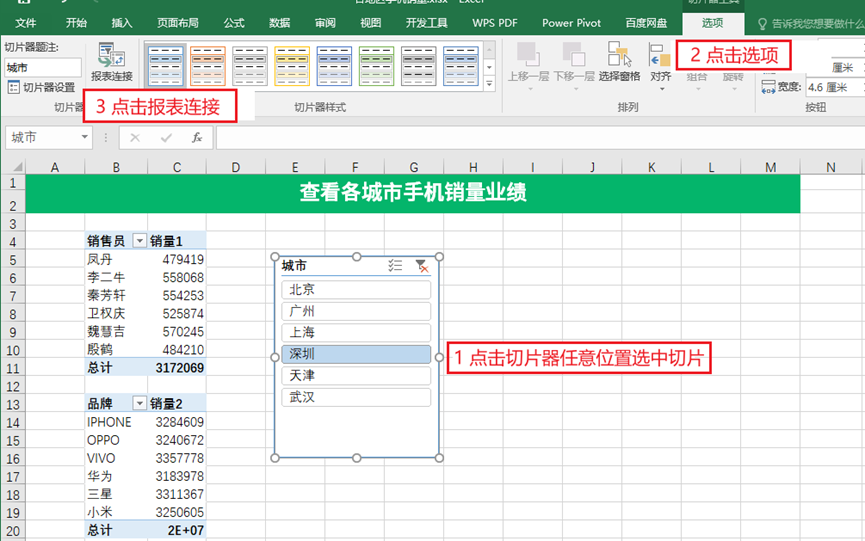 文件 开始 插入 页面布局 公式 数据 审阅 视图 开发工具 WPS PDF Power Pivot 百度网盘 选项 告诉我您想要做什么
切片器题注:
城市
切片器设置
报表连接
上移一层 下移一层 选择窗格 对齐 组合 旋转
厘米
宽度: 4.6 厘米
切片器样式 排列 按钮
2 点击选项
3 点击报表连接
城市 fx
A B C D E F G H I J K L M N
1
查看各城市手机销量业绩
2
3
4 销售员 销量1
5 凤丹 479419
6 李二牛 558068
7 秦芳轩 554253
8 卫权庆 525874
9 魏慧吉 570245
10 殷鹤 484210
11 总计 3172069
12
13 品牌 销量2
14 IPHONE 3284609
15 OPPO 3240672
16 VIVO 3357778
17 华为 3183978
18 三星 3311367
19 小米 3250605
20 总计 2E+07
城市
北京
广州
上海
深圳
天津
武汉
1 点击切片器任意位置选中切片